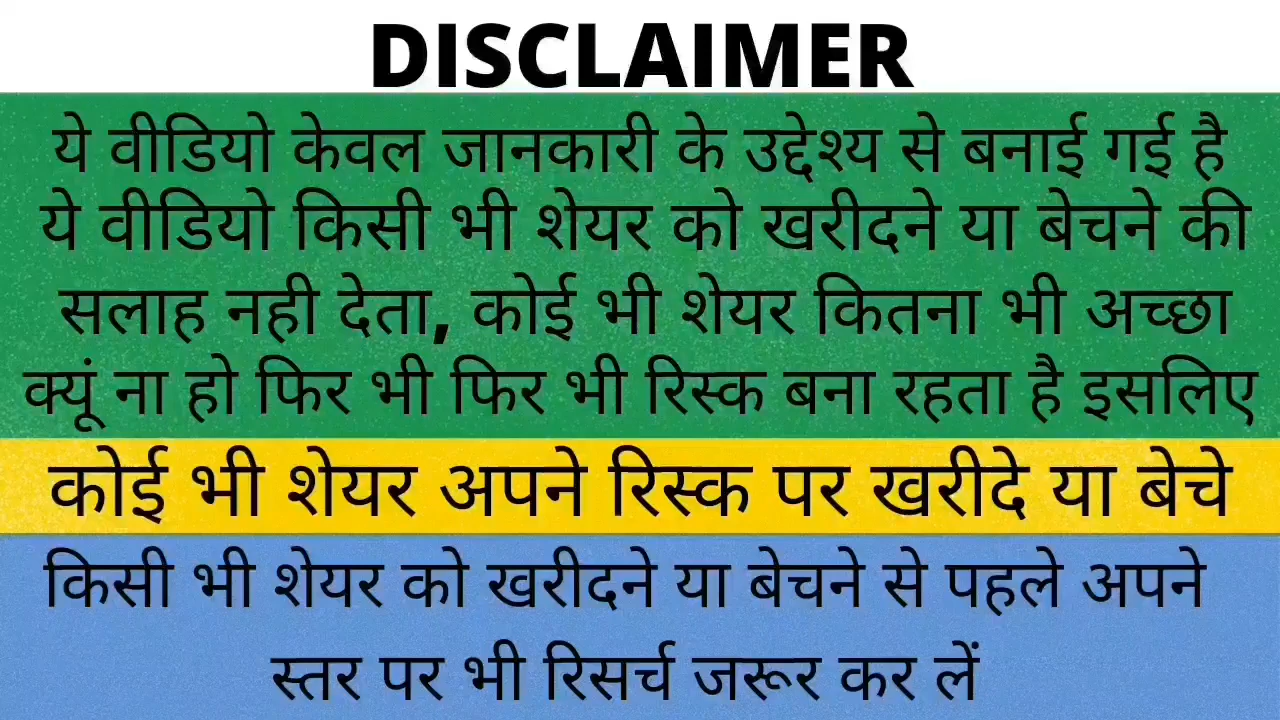 DISCLAIMER
ये वीडियो केवल जानकारी के उद्देश्य से बनाई गई है
ये वीडियो किसी भी शेयर को खरीदने या बेचने की
सलाह नही देता, कोई भी शेयर कितना भी अच्छा
क्यूं ना हो फिर भी फिर भी रिस्क बना रहता है इसलिए
कोई भी शेयर अपने रिस्क पर खरीदे या बेचे
किसी भी शेयर को खरीदने या बेचने से पहले अपने
स्तर पर भी रिसर्च जरूर कर लें